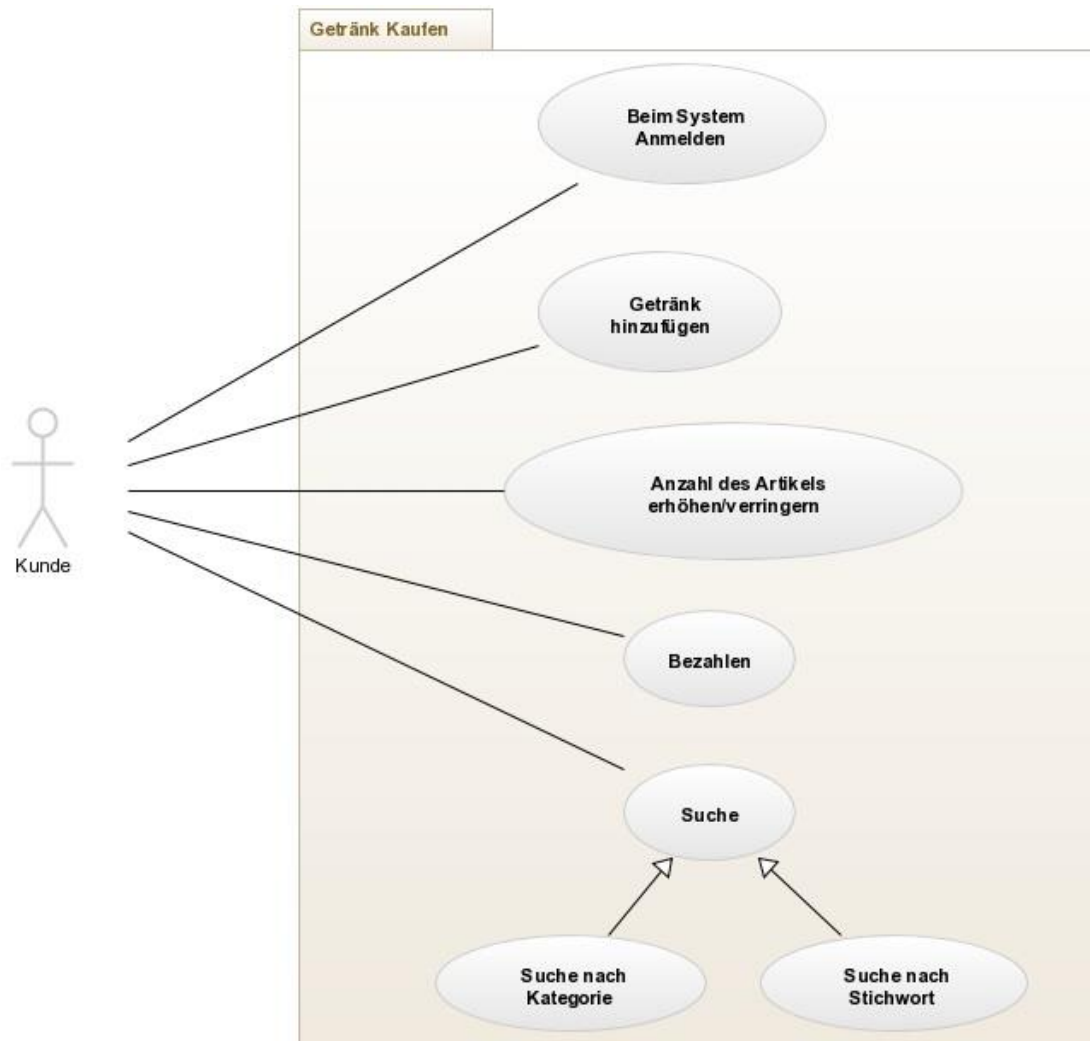 Getränk Kaufen
Beim System
Anmelden
Getränk
hinzufügen
Anzahl des Artikels
erhöhen/verringern
Kunde
Bezahlen
Suche
Suche nach
Kategorie
Suche nach
Stichwort